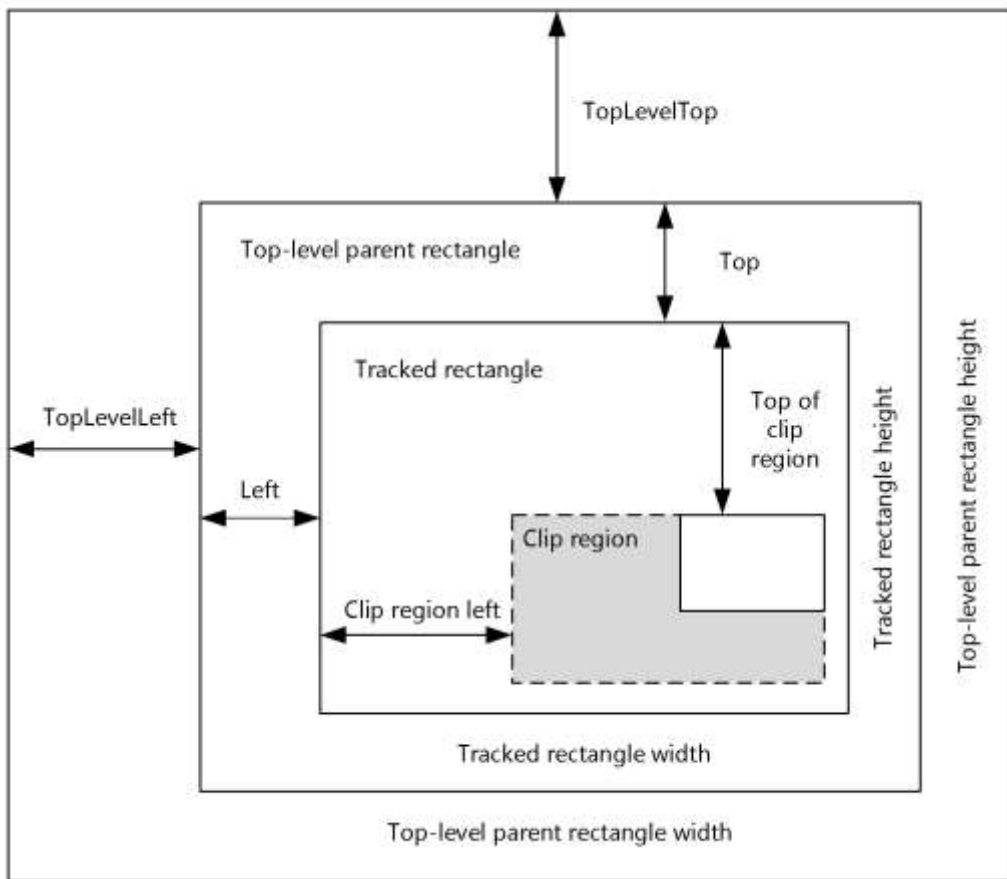 TopLevelTop
Top-level parent rectangle
Top
Tracked rectangle
TopLevelLeft
Top of
clip
region
Left
Clip region
Clip region left
Tracked rectangle height
Top-level parent rectangle height
Tracked rectangle width
Top-level parent rectangle width